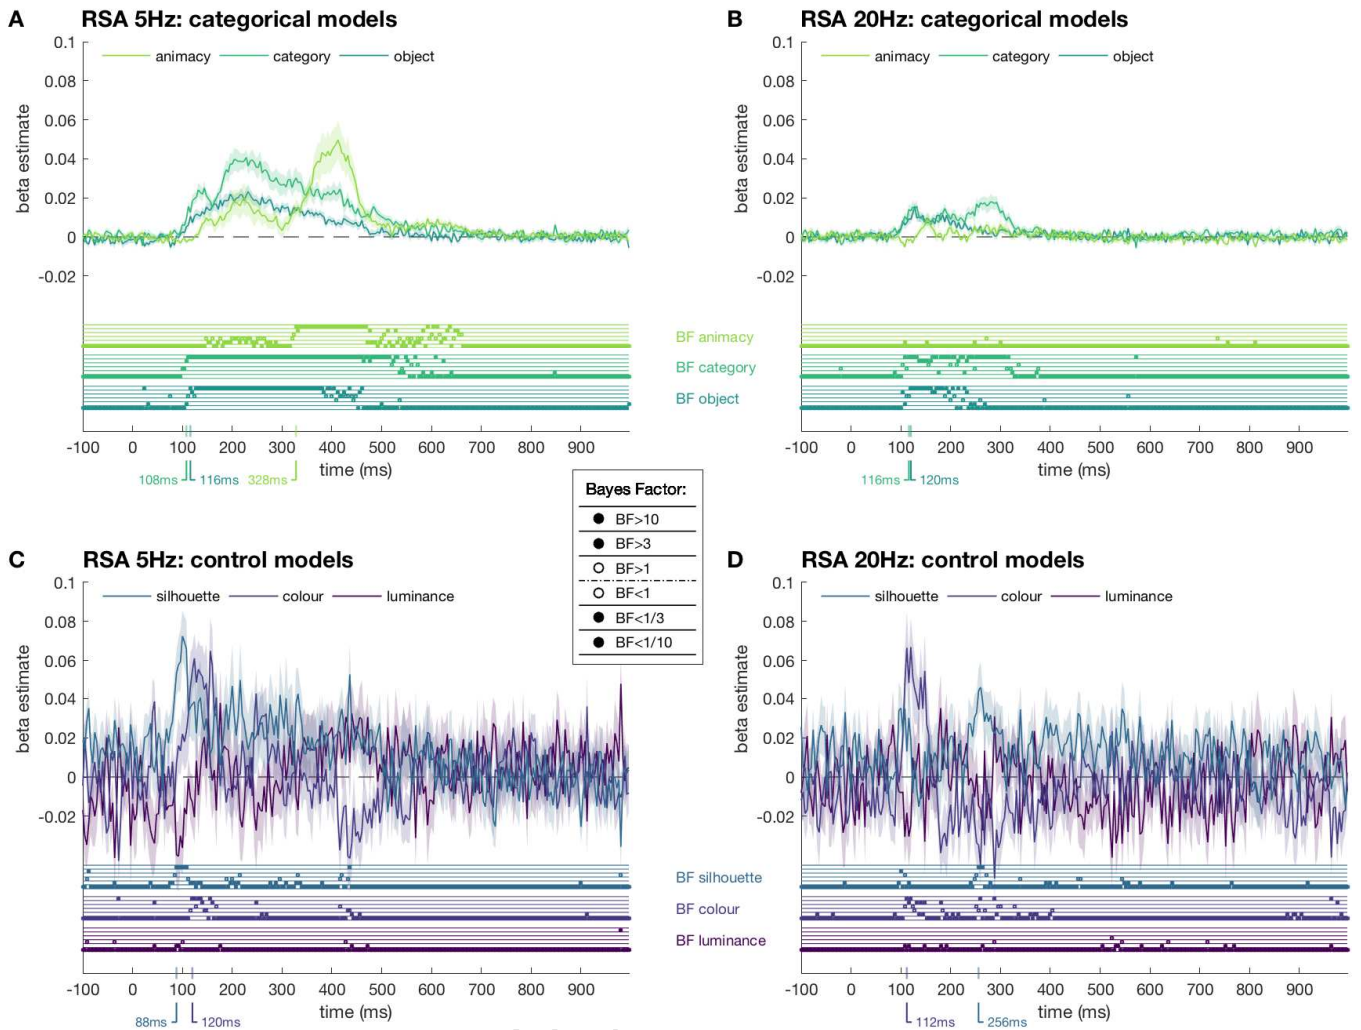 A RSA 5Hz: categorical models
animacy category object
0.1
0.08
0.06
0.04
0.02
0
-0.02
beta estimate
BF animacy
BF category
BF object
-100 0 100 200 300 400 500 600 700 800 900
time (ms)
108ms 116ms 328ms
B RSA 20Hz: categorical models
animacy category object
0.1
0.08
0.06
0.04
0.02
0
-0.02
beta estimate
-100 0 100 200 300 400 500 600 700 800 900
time (ms)
116ms 120ms
Bayes Factor:
BF>10
BF>3
BF>1
BF<1
BF<1/3
BF<1/10
C RSA 5Hz: control models
silhouette colour luminance
0.1
0.08
0.06
0.04
0.02
0
-0.02
beta estimate
BF silhouette
BF colour
BF luminance
-100 0 100 200 300 400 500 600 700 800 900
time (ms)
88ms 120ms
D RSA 20Hz: control models
silhouette colour luminance
0.1
0.08
0.06
0.04
0.02
0
-0.02
beta estimate
-100 0 100 200 300 400 500 600 700 800 900
time (ms)
112ms 256ms